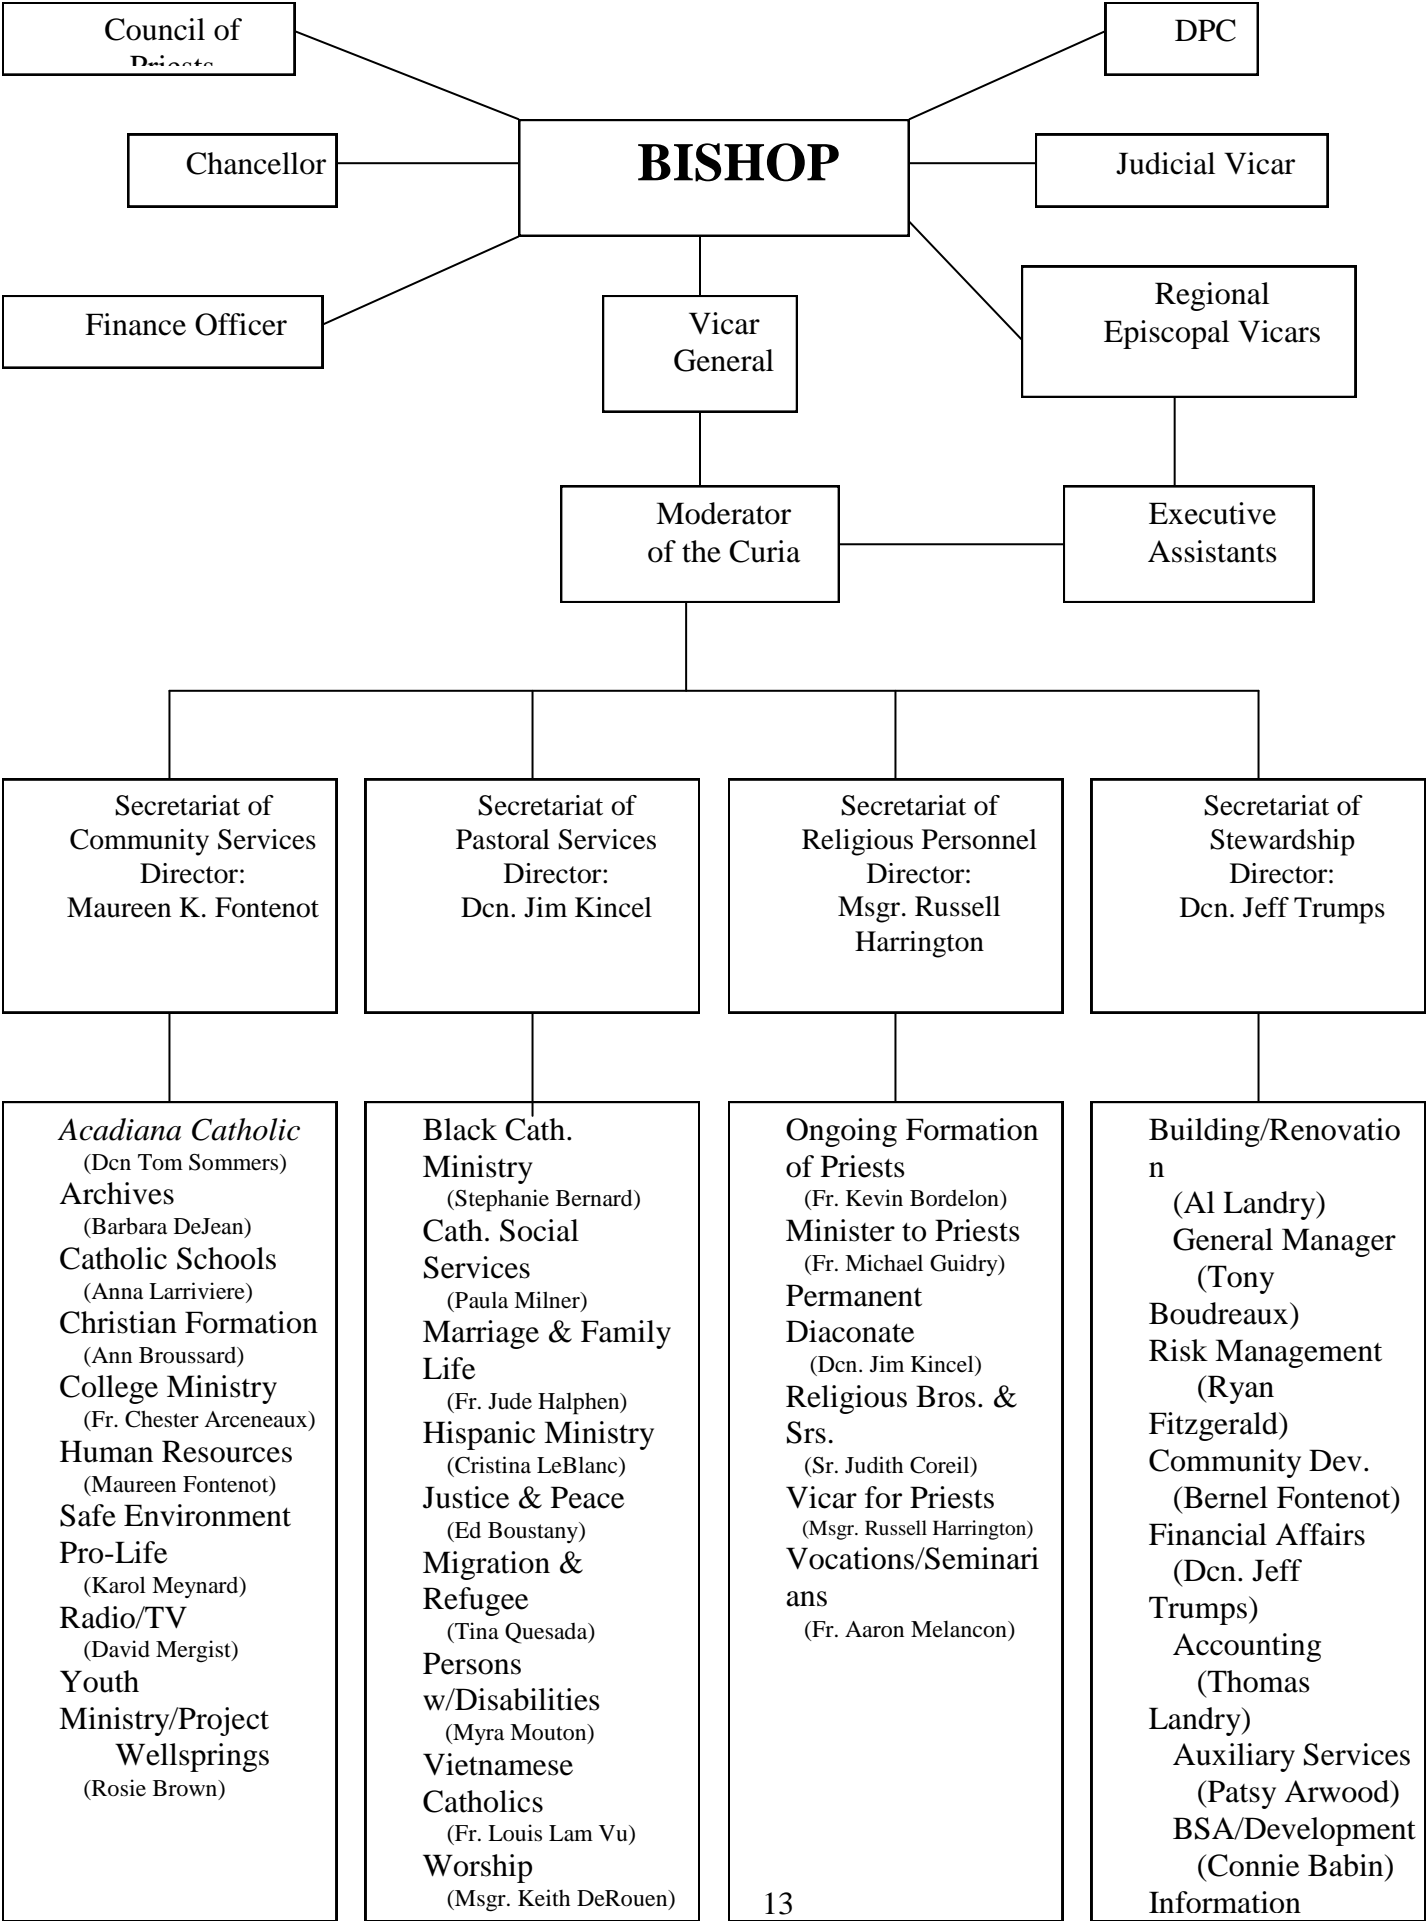 Council of
Priests
DPC
BISHOP
Chancellor
Judicial Vicar
Finance Officer
Vicar
General
Regional
Episcopal Vicars
Moderator
of the Curia
Executive
Assistants
Secretariat of
Community Services
Director:
Maureen K. Fontenot
Secretariat of
Pastoral Services
Director:
Dcn. Jim Kincel
Secretariat of
Religious Personnel
Director:
Msgr. Russell
Harrington
Secretariat of
Stewardship
Director:
Dcn. Jeff Trumps
Acadiana Catholic
(Dcn Tom Sommers)
Archives
(Barbara DeJean)
Catholic Schools
(Anna Larriviere)
Christian Formation
(Ann Broussard)
College Ministry
(Fr. Chester Arceneaux)
Human Resources
(Maureen Fontenot)
Safe Environment
Pro-Life
(Karol Meynard)
Radio/TV
(David Mergist)
Youth
Ministry/Project
Wellsprings
(Rosie Brown)
Black Cath.
Ministry
(Stephanie Bernard)
Cath. Social
Services
(Paula Milner)
Marriage & Family
Life
(Fr. Jude Halphen)
Hispanic Ministry
(Cristina LeBlanc)
Justice & Peace
(Ed Boustany)
Migration &
Refugee
(Tina Quesada)
Persons
w/Disabilities
(Myra Mouton)
Vietnamese
Catholics
(Fr. Louis Lam Vu)
Worship
(Msgr. Keith DeRouen)
Ongoing Formation
of Priests
(Fr. Kevin Bordelon)
Minister to Priests
(Fr. Michael Guidry)
Permanent
Diaconate
(Dcn. Jim Kincel)
Religious Bros. &
Srs.
(Sr. Judith Coreil)
Vicar for Priests
(Msgr. Russell Harrington)
Vocations/Seminari
ans
(Fr. Aaron Melancon)
Building/Renovatio
n
(Al Landry)
General Manager
(Tony
Boudreaux)
Risk Management
(Ryan
Fitzgerald)
Community Dev.
(Bernel Fontenot)
Financial Affairs
(Dcn. Jeff
Trumps)
Accounting
(Thomas
Landry)
Auxiliary Services
(Patsy Arwood)
BSA/Development
(Connie Babin)
Information
13